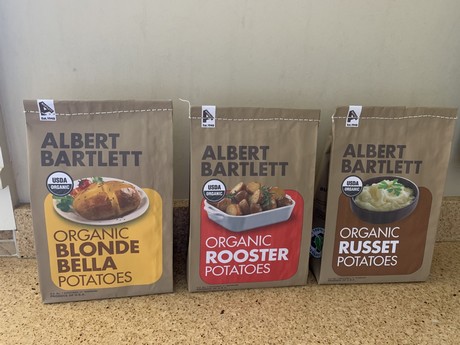 ALBERT
BARTLETT
USDA
ORGANIC
ORGANIC
BLONDE
BELLA
POTATOES
ALBERT
BARTLETT
USDA
ORGANIC
ORGANIC
ROOSTER
POTATOES
ALBERT
BARTLETT
USDA
ORGANIC
ORGANIC
RUSSET
POTATOES